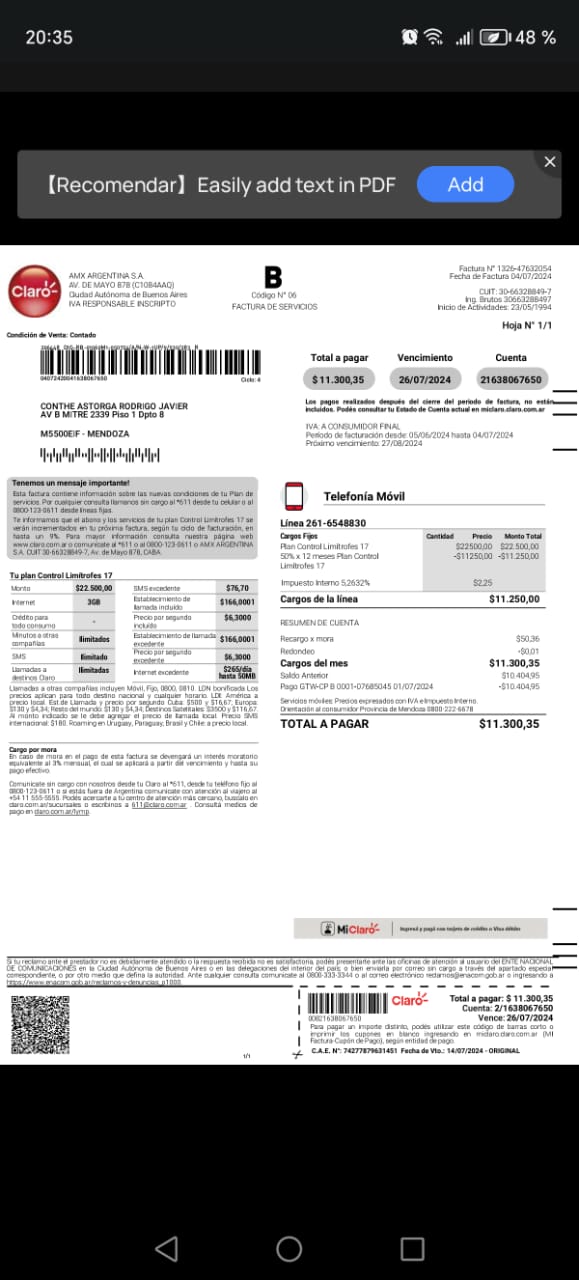 20:35
48 %
【Recomendar】Easily add text in PDF
Add
Claro
AMX ARGENTINA S.A.
AV. DE MAYO 878 (C1084AAQ)
Ciudad Autónoma de Buenos Aires
IVA RESPONSABLE INSCRIPTO
B
Código N° 06
FACTURA DE SERVICIOS
Factura N° 1326-47632054
Fecha de Factura 04/07/2024
CUIT: 30-66328849-7
Ing. Brutos 30663288497
Inicio de Actividades: 23/05/1994
Hoja N° 1/1
Condición de Venta: Contado
04072420041638067650
Ciclo: 4
Total a pagar
Vencimiento
Cuenta
$ 11.300,35
26/07/2024
21638067650
Los pagos realizados después del cierre del período de factura, no están
incluidos. Podés consultar tu Estado de Cuenta actual en miclaro.claro.com.ar
CONTHE ASTORGA RODRIGO JAVIER
AV B MITRE 2339 Piso 1 Dpto 8
M5500EIF - MENDOZA
IVA: A CONSUMIDOR FINAL
Período de facturación desde: 05/06/2024 hasta 04/07/2024
Próximo vencimiento: 27/08/2024
Tenemos un mensaje importante!
Esta factura contiene información sobre las nuevas condiciones de tu Plan de
servicios. Por cualquier consulta llamanos sin cargo al *611 desde tu celular o al
0800-123-0611 desde líneas fijas.
Te informamos que el abono y los servicios de tu plan Control Limítrofes 17 se
verán incrementados en tu próxima factura, según tu ciclo de facturación, en
hasta un 9%. Para mayor información consulta nuestra página web
www.claro.com.ar o comunicate al *611 o al 0800-123-0611 o AMX ARGENTINA
S.A. CUIT 30-66328849-7, Av. de Mayo 878, CABA.
Tu plan Control Limítrofes 17
Monto $22.500,00 SMS excedente $76,70
Internet 3GB Establecimiento de llamada incluido $166,0001
Crédito para todo consumo - Precio por segundo incluido $6,3000
Minutos a otras compañías Ilimitados Establecimiento de llamada excedente $166,0001
SMS Ilimitado Precio por segundo excedente $6,3000
Llamadas a destinos Claro Ilimitadas Internet excedente $265/día hasta 50MB
Llamadas a otras compañías incluyen Móvil, Fijo, 0800, 0810. LDN bonificada Los
precios aplican para todo destino nacional y cualquier horario. LDI: América a
precio local. Est.de Llamada y precio por segundo: Cuba: $500 y $16,67; Europa:
$130 y $4,34; Resto del mundo: $130 y $4,34; Destinos Satelitales: $3500 y $116,67.
Al monto indicado se le debe agregar el precio de llamada local. Precio SMS
internacional: $180. Roaming en Uruguay, Paraguay, Brasil y Chile: a precio local.
Cargo por mora
En caso de mora en el pago de esta factura se devengará un interés moratorio
equivalente al 3% mensual, el cual se aplicará a partir del vencimiento y hasta su
pago efectivo.
Comunicate sin cargo con nosotros desde tu Claro al *611, desde tu teléfono fijo al
0800-123-0611 o si estás fuera de Argentina comunicate con atención al viajero al
+54 11 555-5555. Podés acercarte a tu centro de atención más cercano, buscalo en
claro.com.ar/sucursales o escribinos a 611@claro.com.ar . Consultá medios de
pago en claro.com.ar/fymp.
Telefonía Móvil
Línea 261-6548830
Cargos Fijos Cantidad Precio Monto Total
Plan Control Limítrofes 17 $22500,00 $22.500,00
50% x 12 meses Plan Control -$11250,00 -$11.250,00
Limítrofes 17
Impuesto Interno 5,2632% $2,25
Cargos de la línea $11.250,00
RESUMEN DE CUENTA
Recargo x mora $50,36
Redondeo -$0,01
Cargos del mes $11.300,35
Saldo Anterior $10.404,95
Pago GTW-CP B 0001-07685045 01/07/2024 -$10.404,95
Servicios móviles: Precios expresados con IVA e Impuesto Interno.
Orientación al consumidor Provincia de Mendoza 0800-222-6678
TOTAL A PAGAR $11.300,35
Mi Claro
Ingresá y pagá con tarjeta de crédito o Visa débito
Si tu reclamo ante el prestador no es debidamente atendido o la respuesta recibida no es satisfactoria, podés presentarte ante las oficinas de atención al usuario del ENTE NACIONAL
DE COMUNICACIONES en la Ciudad Autónoma de Buenos Aires o en las delegaciones del interior del país; o bien enviarla por correo sin cargo a través del apartado especial
correspondiente, o por otro medio que defina la autoridad. Ante cualquier consulta comunicate al 0800-333-3344 o al correo electrónico reclamos@enacom.gob.ar o ingresando a
https://www.enacom.gob.ar/reclamos-y-denuncias_p1000.
00821638067650
Claro
Total a pagar: $ 11.300,35
Cuenta: 2/1638067650
Vence: 26/07/2024
Para pagar un importe distinto, podés utilizar este código de barras corto o
imprimir los cupones en blanco ingresando en miclaro.claro.com.ar (Mi
Factura-Cupón de Pago), según entidad de pago.
C.A.E. N°: 74277879631451 Fecha de Vto.: 14/07/2024 - ORIGINAL
1/1